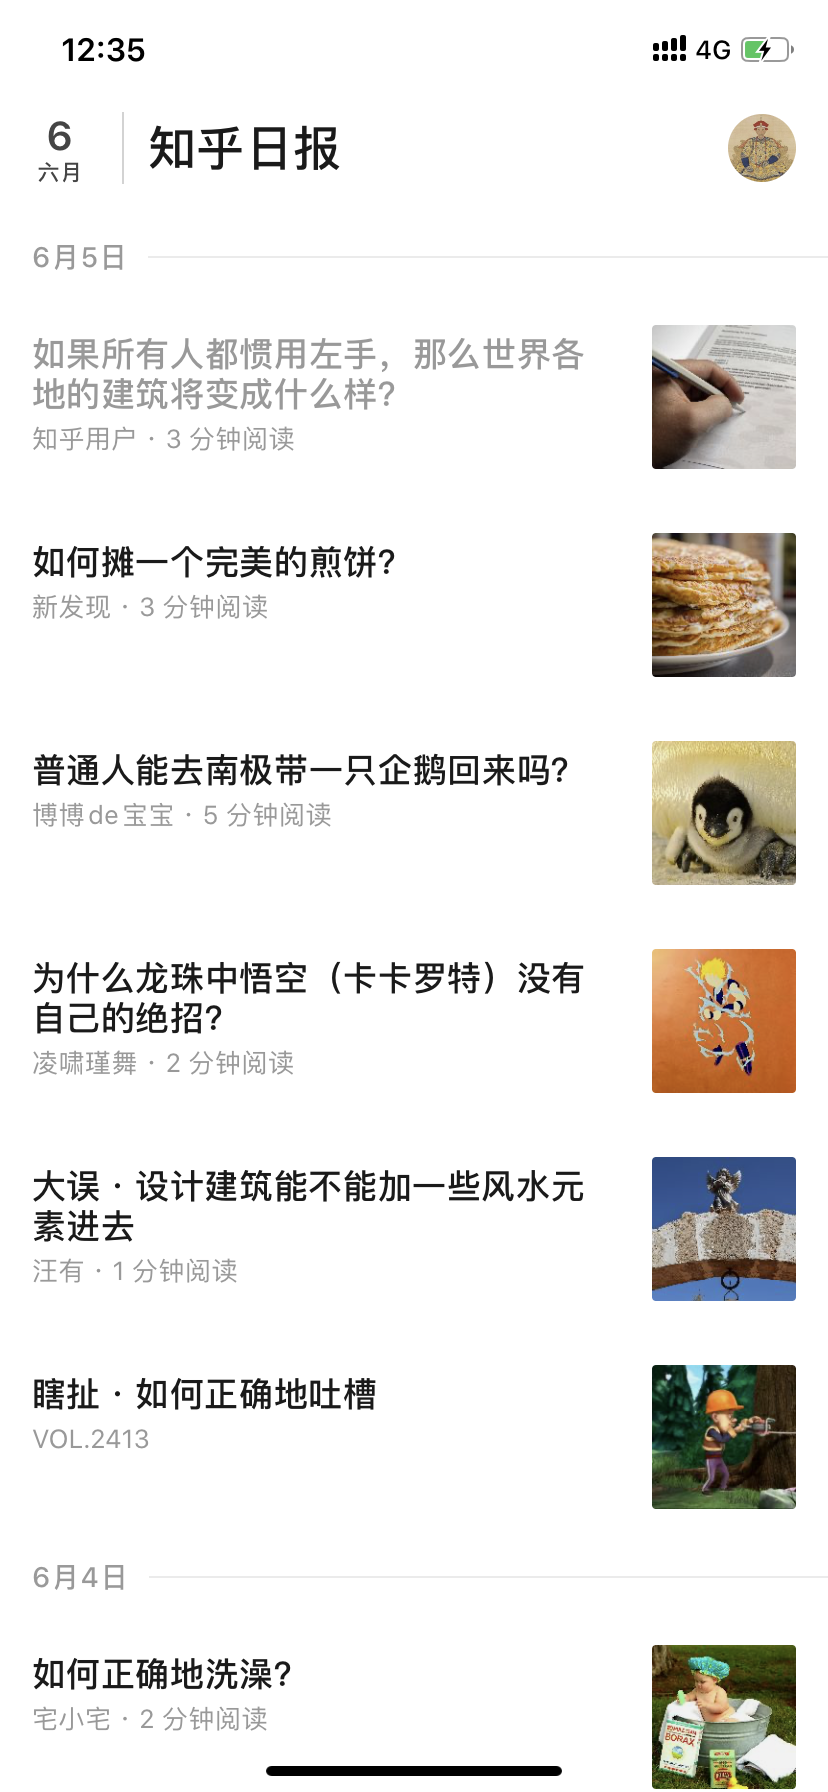 12:35
4G
6
六月
知乎日报
6月5日
如果所有人都惯用左手，那么世界各
地的建筑将变成什么样?
知乎用户 · 3 分钟阅读
如何摊一个完美的煎饼?
新发现 · 3 分钟阅读
普通人能去南极带一只企鹅回来吗?
博博de宝宝 · 5 分钟阅读
为什么龙珠中悟空（卡卡罗特）没有
自己的绝招?
凌啸瑾舞 · 2 分钟阅读
大误 · 设计建筑能不能加一些风水元
素进去
汪有 · 1 分钟阅读
瞎扯 · 如何正确地吐槽
VOL.2413
6月4日
如何正确地洗澡?
宅小宅 · 2 分钟阅读
BORAX